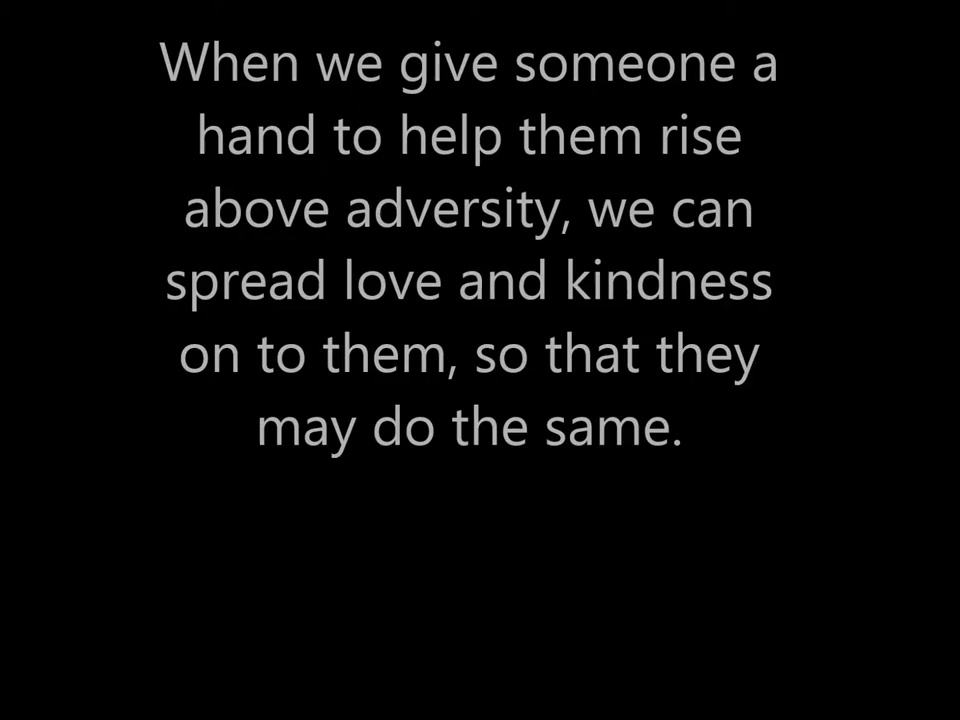 When we give someone a
hand to help them rise
above adversity, we can
spread love and kindness
on to them, so that they
may do the same.